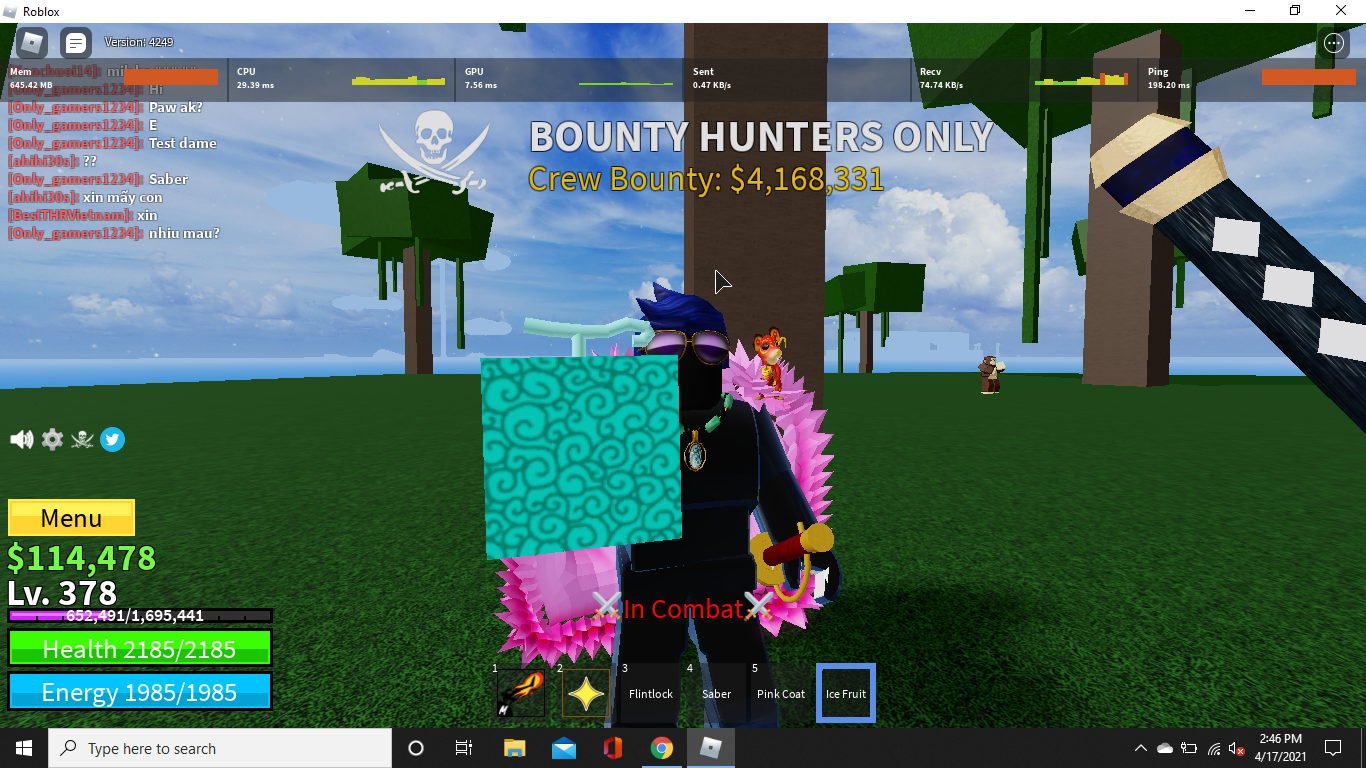 Roblox
Version: 4249
Mem
645.42 MB
CPU
29.39 ms
GPU
7.56 ms
Sent
0.47 KB/s
Recv
74.74 KB/s
Ping
198.20 ms
[Only_gamers1234]: Hi
[Only_gamers1234]: Paw ak?
[Only_gamers1234]: E
[Only_gamers1234]: Test dame
[ahihi30s]: ??
[Only_gamers1234]: Saber
[ahihi30s]: xin mấy con
[BestTHRVietnam]: xin
[Only_gamers1234]: nhiu mau?
BOUNTY HUNTERS ONLY
Crew Bounty: $4,168,331
Menu
$114,478
Lv. 378
652,491/1,695,441
Health 2185/2185
Energy 1985/1985
In Combat
1
2
3
Flintlock
4
Saber
5
Pink Coat
Ice Fruit
Type here to search
2:46 PM
4/17/2021